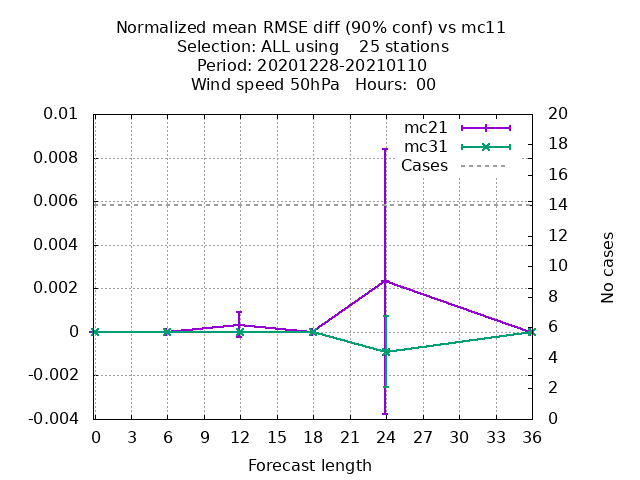 Normalized mean RMSE diff (90% conf) vs mc11
Selection: ALL using    25 stations
Period: 20201228-20210110
Wind speed 50hPa   Hours:  00
mc21
mc31
Cases
0.01
0.008
0.006
0.004
0.002
0
-0.002
-0.004
20
18
16
14
12
10
8
6
4
2
0
No cases
0 3 6 9 12 15 18 21 24 27 30 33 36
Forecast length